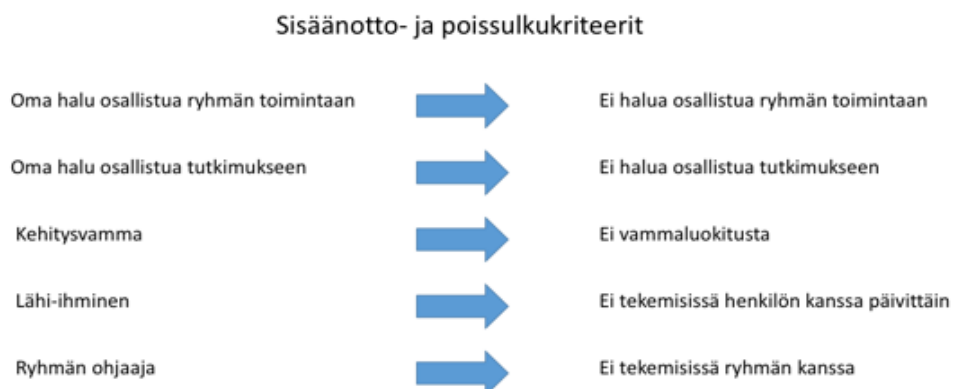 Sisäänotto- ja poissulkukriteerit
Oma halu osallistua ryhmän toimintaan
Ei halua osallistua ryhmän toimintaan
Oma halu osallistua tutkimukseen
Ei halua osallistua tutkimukseen
Kehitysvamma
Ei vammaluokitusta
Lähi-ihminen
Ei tekemisissä henkilön kanssa päivittäin
Ryhmän ohjaaja
Ei tekemisissä ryhmän kanssa